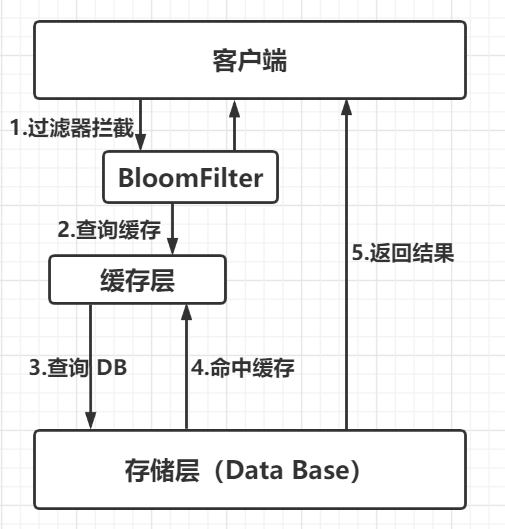 客户端
1.过滤器拦截
BloomFilter
2.查询缓存
5.返回结果
缓存层
3.查询 DB
4.命中缓存
存储层（Data Base）